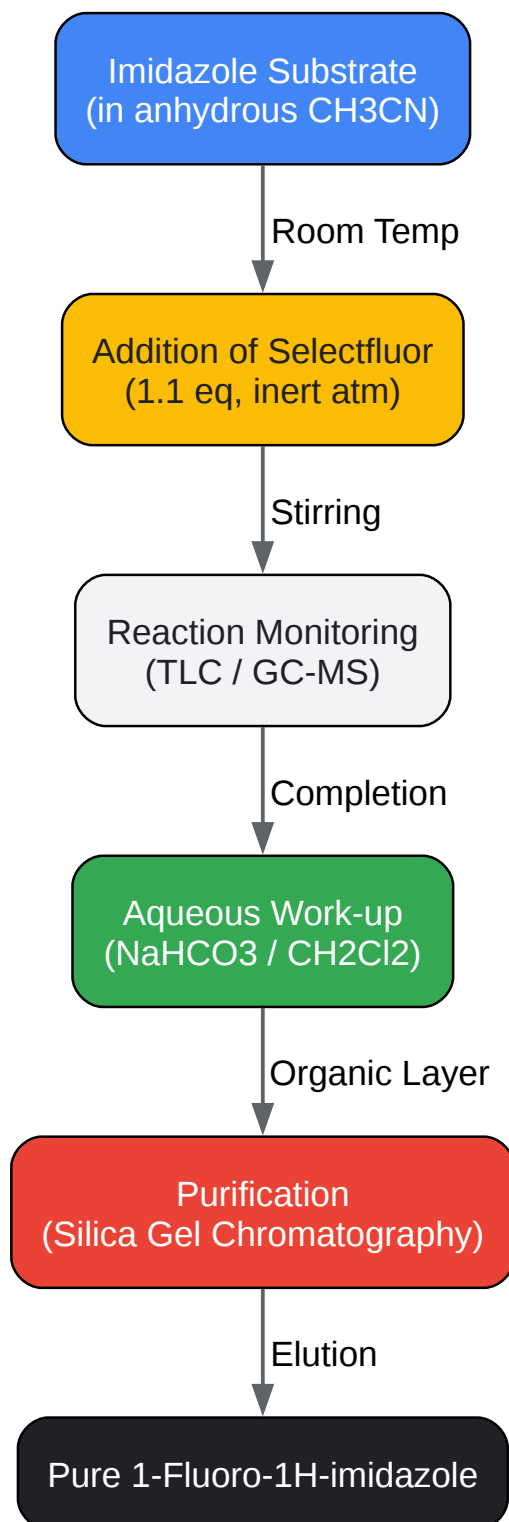 Imidazole Substrate
(in anhydrous CH3CN)
Room Temp
Addition of Selectfluor
(1.1 eq, inert atm)
Stirring
Reaction Monitoring
(TLC / GC-MS)
Completion
Aqueous Work-up
(NaHCO3 / CH2Cl2)
Organic Layer
Purification
(Silica Gel Chromatography)
Elution
Pure 1-Fluoro-1H-imidazole